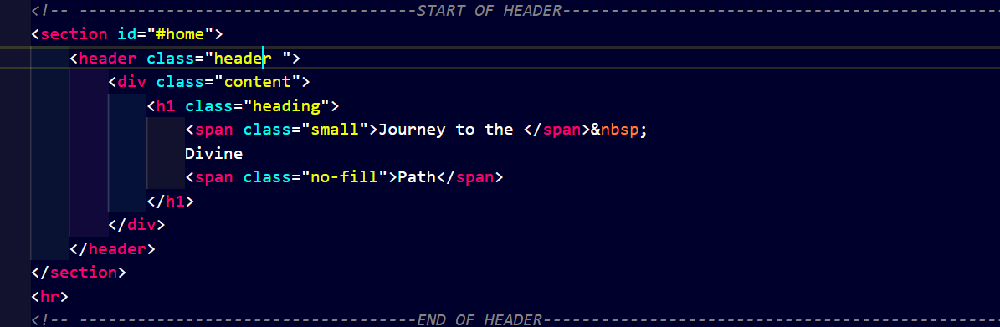 <!-- -----------------------------------START OF HEADER----------------------------------------------
<section id="#home">
<header class="header ">
<div class="content">
<h1 class="heading">
<span class="small">Journey to the </span>&nbsp;
Divine
<span class="no-fill">Path</span>
</h1>
</div>
</header>
</section>
<hr>
<!-- -----------------------------------END OF HEADER------------------------------------------------